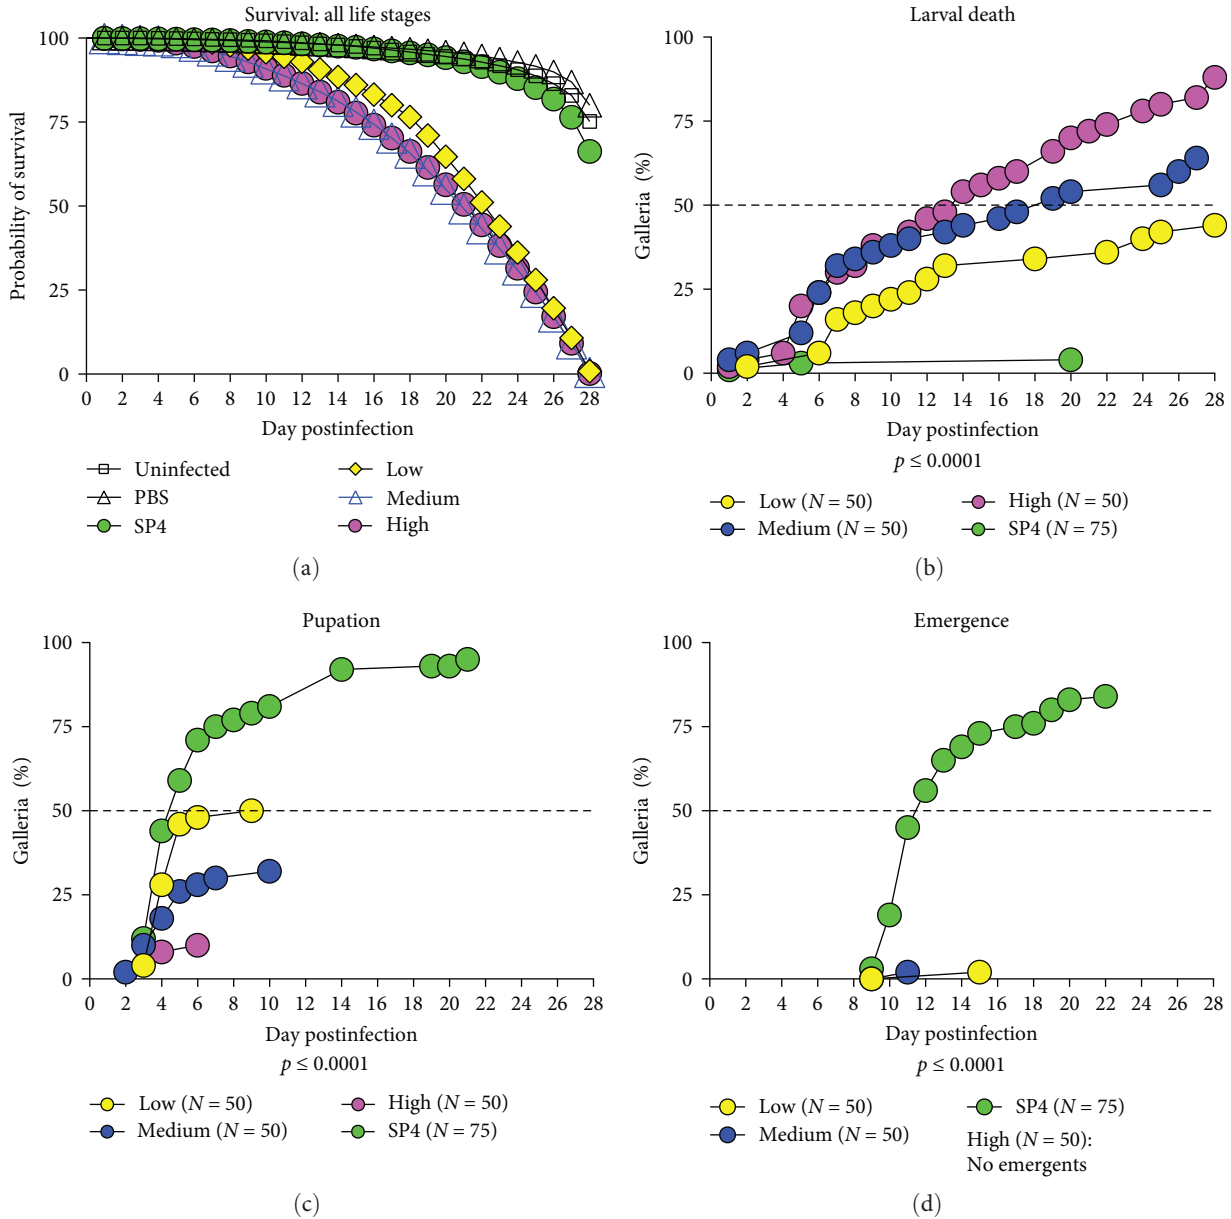 Survival: all life stages
Probability of survival
100
75
50
25
0
0 2 4 6 8 10 12 14 16 18 20 22 24 26 28
Day postinfection
Uninfected
PBS
SP4
Low
Medium
High
(a)
Larval death
Galleria (%)
100
75
50
25
0
0 2 4 6 8 10 12 14 16 18 20 22 24 26 28
Day postinfection
p ≤ 0.0001
Low (N = 50)
Medium (N = 50)
High (N = 50)
SP4 (N = 75)
(b)
Pupation
Galleria (%)
100
75
50
25
0
0 2 4 6 8 10 12 14 16 18 20 22 24 26 28
Day postinfection
p ≤ 0.0001
Low (N = 50)
Medium (N = 50)
High (N = 50)
SP4 (N = 75)
(c)
Emergence
Galleria (%)
100
75
50
25
0
0 2 4 6 8 10 12 14 16 18 20 22 24 26 28
Day postinfection
p ≤ 0.0001
Low (N = 50)
Medium (N = 50)
SP4 (N = 75)
High (N = 50):
No emergents
(d)